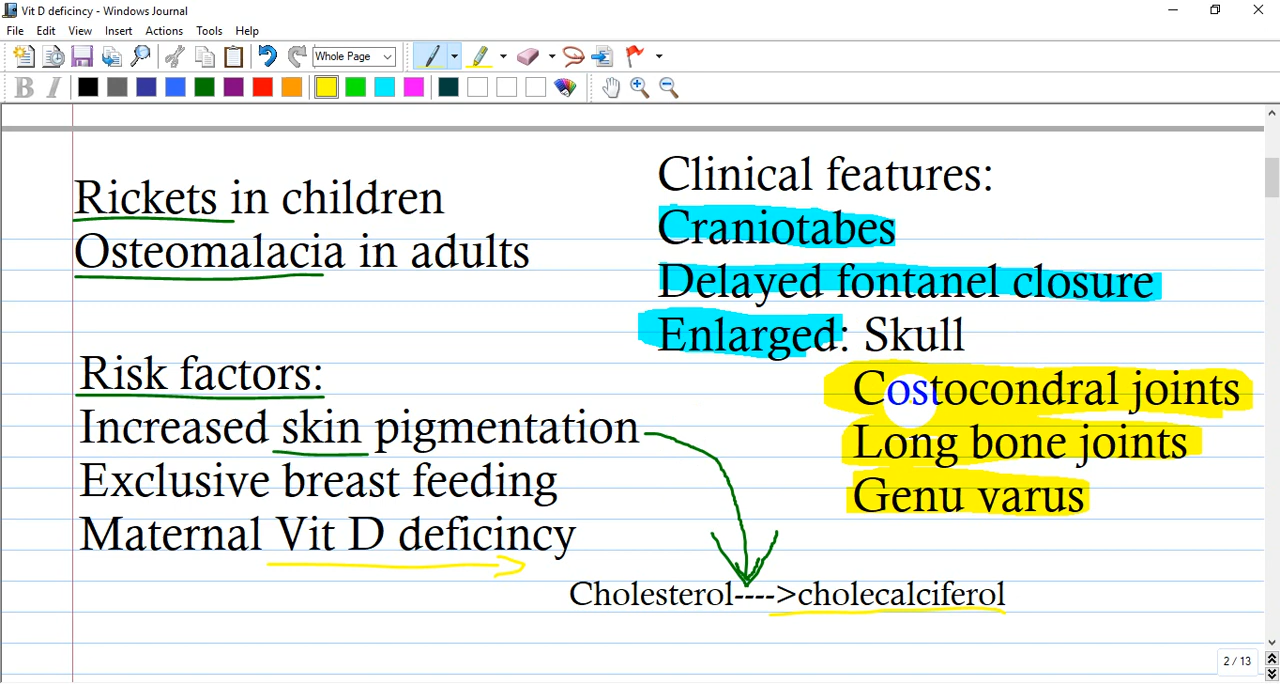 Vit D deficincy - Windows Journal
File Edit View Insert Actions Tools Help
Whole Page
B I
Rickets in children
Osteomalacia in adults
Risk factors:
Increased skin pigmentation
Exclusive breast feeding
Maternal Vit D deficincy
Clinical features:
Craniotabes
Delayed fontanel closure
Enlarged: Skull
Costocondral joints
Long bone joints
Genu varus
Cholesterol---->cholecalciferol
2 / 13